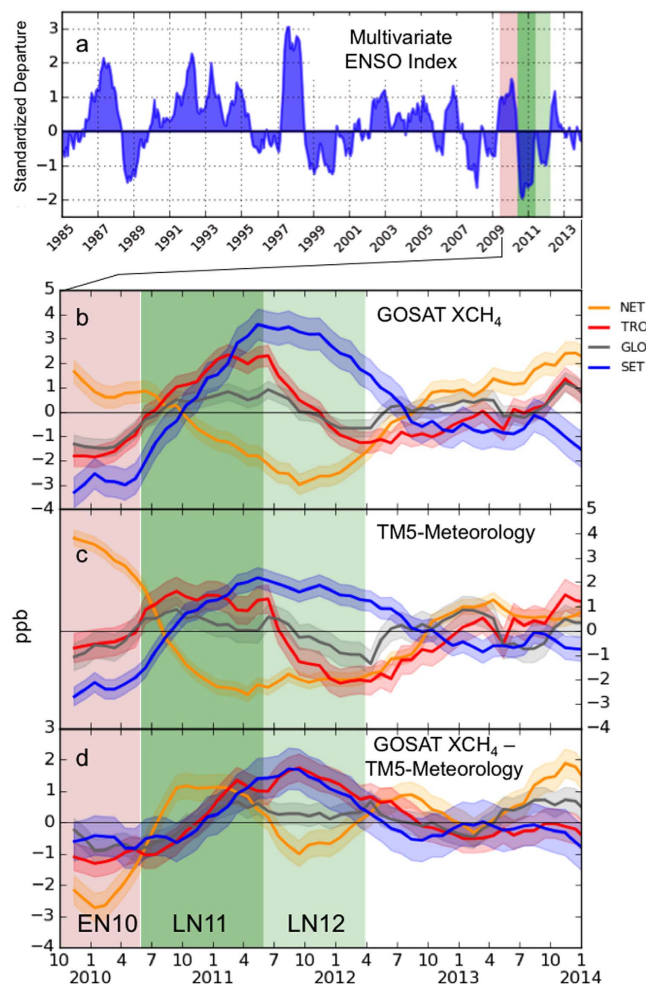 a
Multivariate
ENSO Index
Standardized Departure
3
2
1
0
−1
−2
1985 1987 1989 1991 1993 1995 1997 1999 2001 2003 2005 2007 2009 2011 2013
b
GOSAT XCH₄
5
4
3
2
1
0
−1
−2
−3
−4
NET
TRO
GLO
SET
c
TM5-Meteorology
5
4
3
2
1
0
−1
−2
−3
−4
ppb
d
GOSAT XCH₄ –
TM5-Meteorology
3
2
1
0
−1
−2
−3
−4
EN10 LN11 LN12
10 1 4 7 10 1 4 7 10 1 4 7 10 1 4 7 10 1
2010 2011 2012 2013 2014